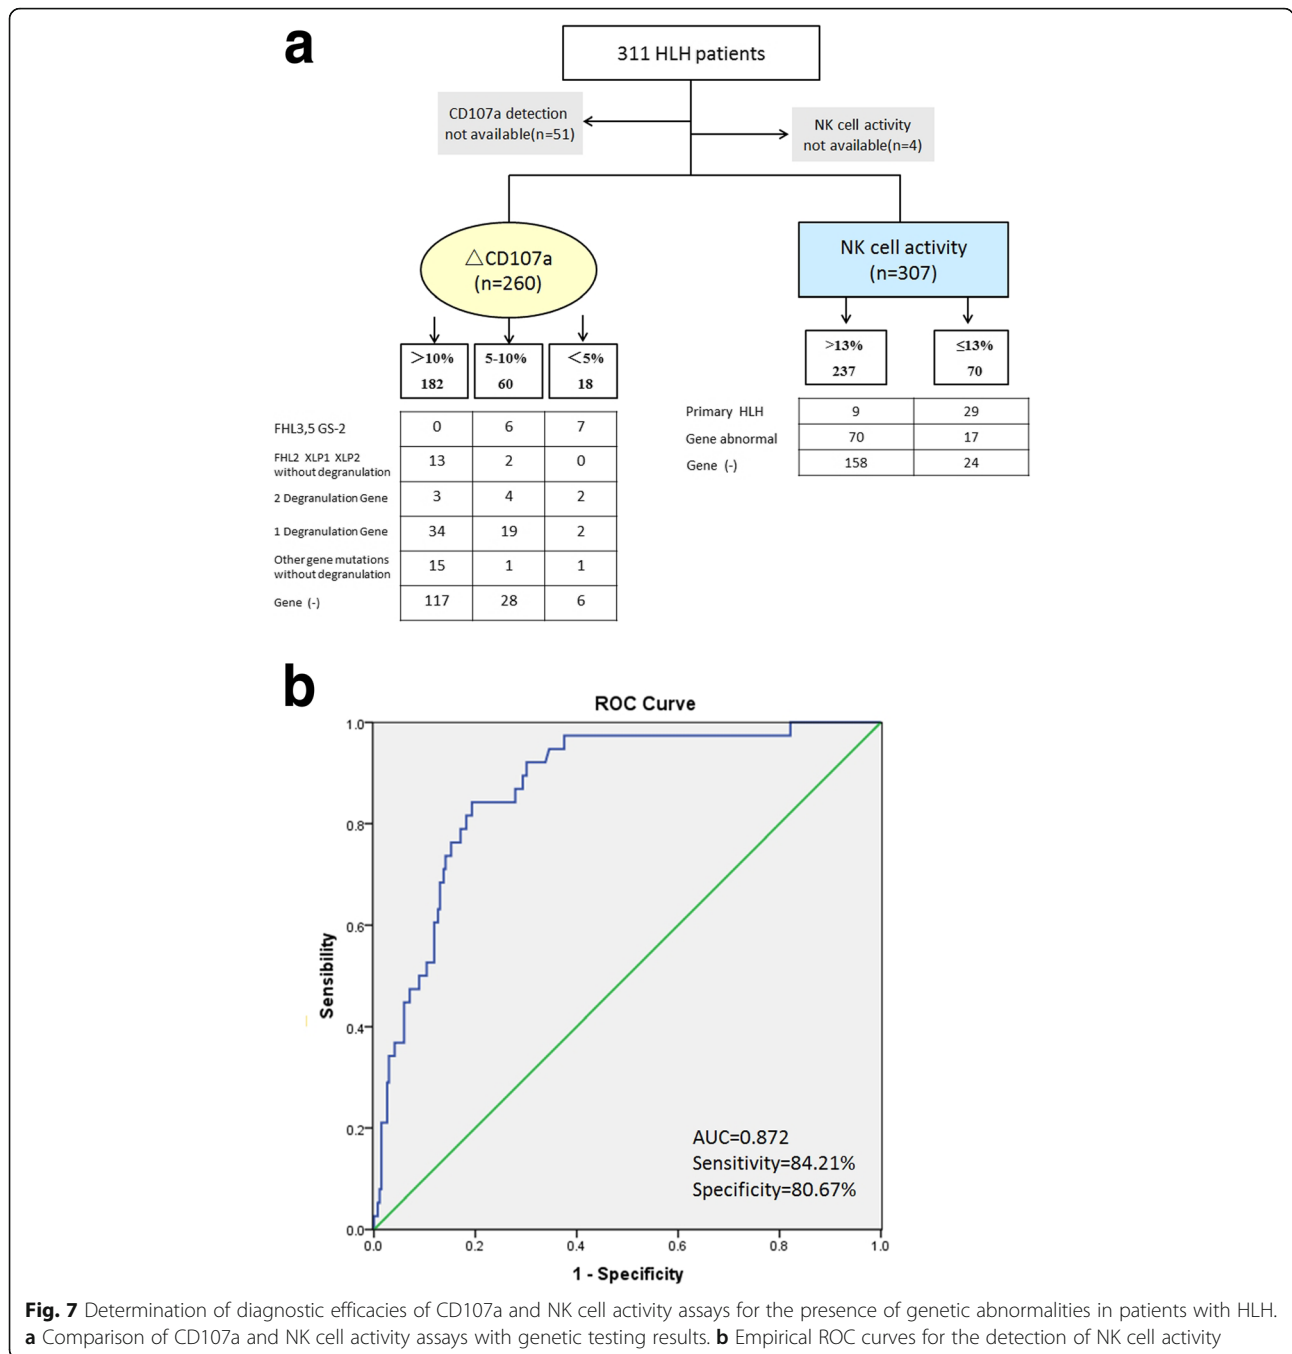 a
311 HLH patients
CD107a detection
not available(n=51)
NK cell activity
not available(n=4)
△CD107a
(n=260)
NK cell activity
(n=307)
>10%
182
5-10%
60
<5%
18
>13%
237
≤13%
70
FHL3,5 GS-2 0 6 7
FHL2 XLP1 XLP2
without degranulation 13 2 0
2 Degranulation Gene 3 4 2
1 Degranulation Gene 34 19 2
Other gene mutations
without degranulation 15 1 1
Gene (-) 117 28 6
Primary HLH 9 29
Gene abnormal 70 17
Gene (-) 158 24
b
ROC Curve
Sensibility
1.0
0.8
0.6
0.4
0.2
0.0
AUC=0.872
Sensitivity=84.21%
Specificity=80.67%
0.0 0.2 0.4 0.6 0.8 1.0
1 - Specificity
Fig. 7 Determination of diagnostic efficacies of CD107a and NK cell activity assays for the presence of genetic abnormalities in patients with HLH.
a Comparison of CD107a and NK cell activity assays with genetic testing results. b Empirical ROC curves for the detection of NK cell activity